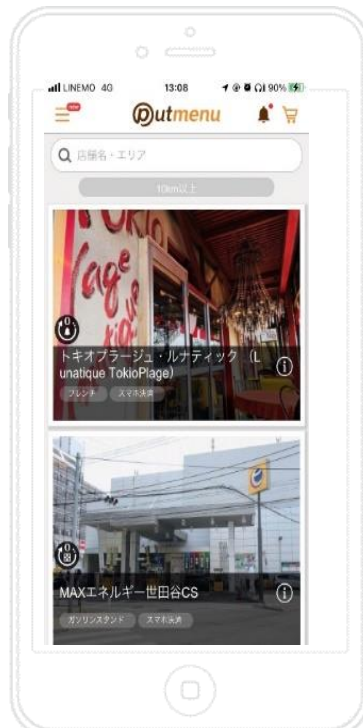 LINEMO 4G 13:08 90%
new
putmenu
店舗名・エリア
10km以上
TOKIO
Plage
0
トキオプラージュ・ルナティック （L
unatique TokioPlage）
フレンチ スマホ決済
0
MAXエネルギー世田谷CS
ガソリンスタンド スマホ決済